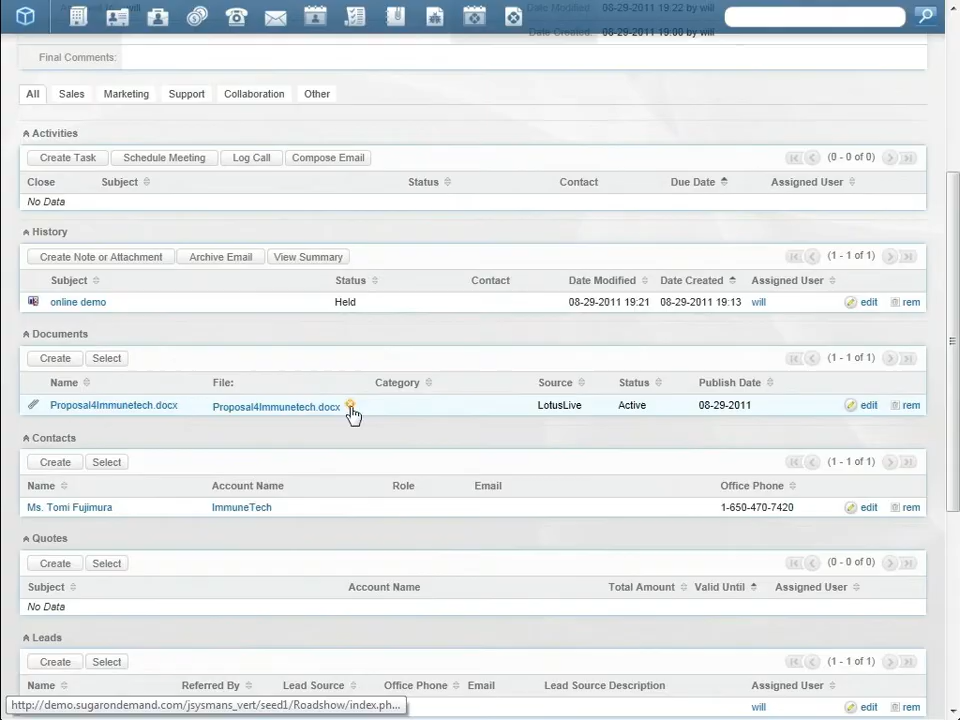 Date Modified: 08-29-2011 19:22 by will
Date Created: 08-29-2011 19:00 by will
Final Comments:
All Sales Marketing Support Collaboration Other
Activities
Create Task Schedule Meeting Log Call Compose Email (0 - 0 of 0)
Close Subject Status Contact Due Date Assigned User
No Data
History
Create Note or Attachment Archive Email View Summary (1 - 1 of 1)
Subject Status Contact Date Modified Date Created Assigned User
online demo Held 08-29-2011 19:21 08-29-2011 19:13 will edit rem
Documents
Create Select (1 - 1 of 1)
Name File: Category Source Status Publish Date
Proposal4Immunetech.docx Proposal4Immunetech.docx LotusLive Active 08-29-2011 edit rem
Contacts
Create Select (1 - 1 of 1)
Name Account Name Role Email Office Phone
Ms. Tomi Fujimura ImmuneTech 1-650-470-7420 edit rem
Quotes
Create Select (0 - 0 of 0)
Subject Account Name Total Amount Valid Until Assigned User
No Data
Leads
Create Select (1 - 1 of 1)
Name Referred By Lead Source Office Phone Email Lead Source Description Assigned User
http://demo.sugarondemand.com/jsysmans_vert/seed1/Roadshow/index.ph... will edit rem